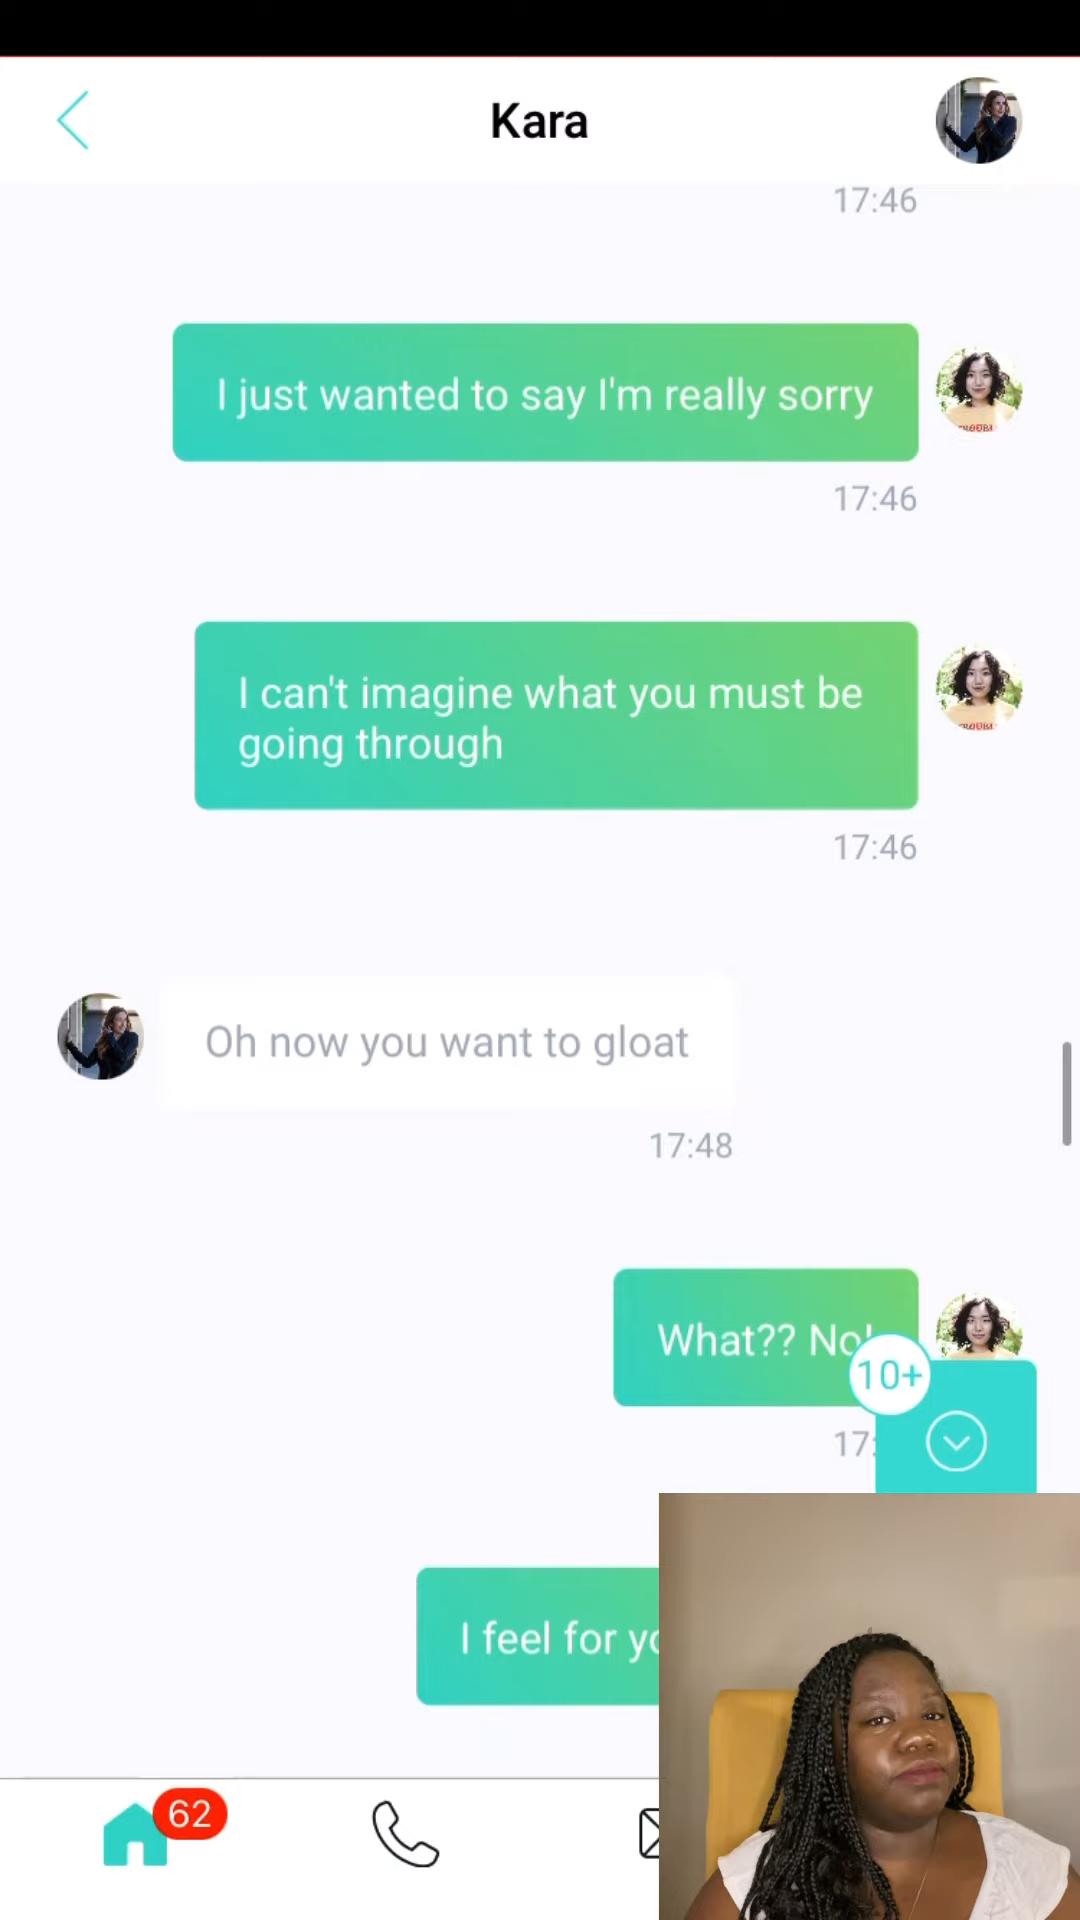 Kara
17:46
I just wanted to say I'm really sorry
17:46
I can't imagine what you must be
going through
17:46
Oh now you want to gloat
17:48
What?? No!
10+
17:
I feel for yo
62